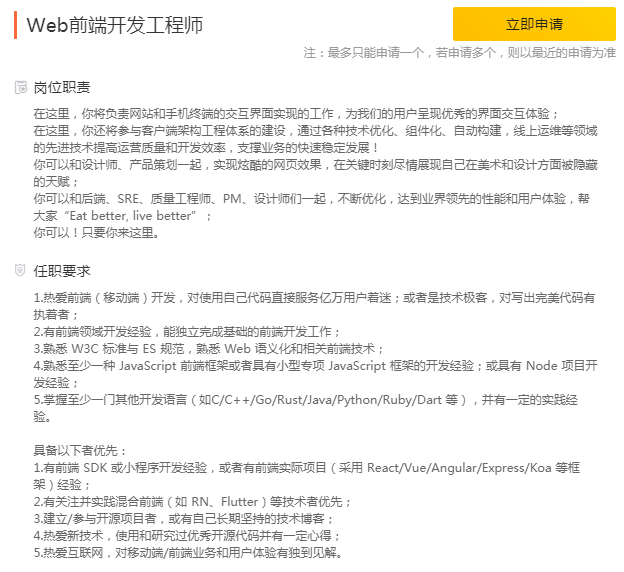 Web前端开发工程师
立即申请
注：最多只能申请一个，若申请多个，则以最近的申请为准
岗位职责
在这里，你将负责网站和手机终端的交互界面实现的工作，为我们的用户呈现优秀的界面交互体验；
在这里，你还将参与客户端架构工程体系的建设，通过各种技术优化、组件化、自动构建，线上运维等领域
的先进技术提高运营质量和开发效率，支撑业务的快速稳定发展！
你可以和设计师、产品策划一起，实现炫酷的网页效果，在关键时刻尽情展现自己在美术和设计方面被隐藏
的天赋；
你可以和后端、SRE、质量工程师、PM、设计师们一起，不断优化，达到业界领先的性能和用户体验，帮
大家“Eat better, live better”；
你可以！只要你来这里。
任职要求
1.热爱前端（移动端）开发，对使用自己代码直接服务亿万用户着迷；或者是技术极客，对写出完美代码有
执着者；
2.有前端领域开发经验，能独立完成基础的前端开发工作；
3.熟悉 W3C 标准与 ES 规范，熟悉 Web 语义化和相关前端技术；
4.熟悉至少一种 JavaScript 前端框架或者具有小型专项 JavaScript 框架的开发经验；或具有 Node 项目开
发经验；
5.掌握至少一门其他开发语言（如C/C++/Go/Rust/Java/Python/Ruby/Dart 等），并有一定的实践经
验。
具备以下者优先：
1.有前端 SDK 或小程序开发经验，或者有前端实际项目（采用 React/Vue/Angular/Express/Koa 等框
架）经验；
2.有关注并实践混合前端（如 RN、Flutter）等技术者优先；
3.建立/参与开源项目者，或有自己长期坚持的技术博客；
4.热爱新技术，使用和研究过优秀开源代码并有一定心得；
5.热爱互联网，对移动端/前端业务和用户体验有独到见解。